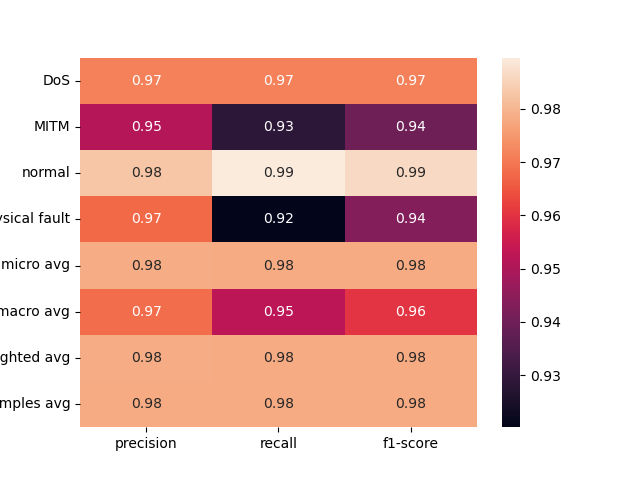 DoS 0.97 0.97 0.97
MITM 0.95 0.93 0.94
normal 0.98 0.99 0.99
sical fault 0.97 0.92 0.94
micro avg 0.98 0.98 0.98
macro avg 0.97 0.95 0.96
ghted avg 0.98 0.98 0.98
mples avg 0.98 0.98 0.98
precision recall f1-score
0.98
0.97
0.96
0.95
0.94
0.93